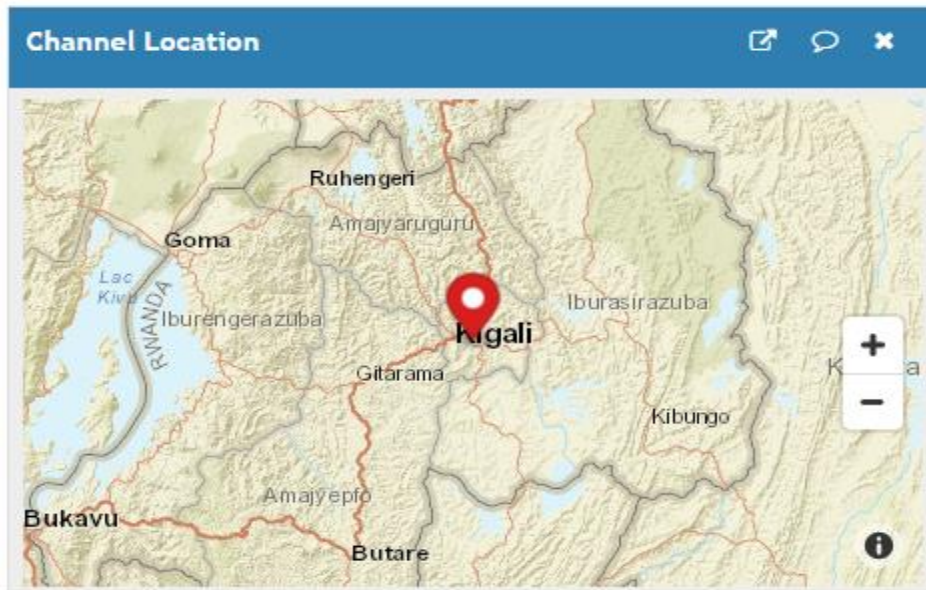 Channel Location
Ruhengeri
Amajyaruguru
Goma
Lac
Kivu
RWANDA
Iburengerazuba
Iburasirazuba
Kigali
+
Gitarama
−
Kibungo
Amajyepfo
Bukavu
Butare